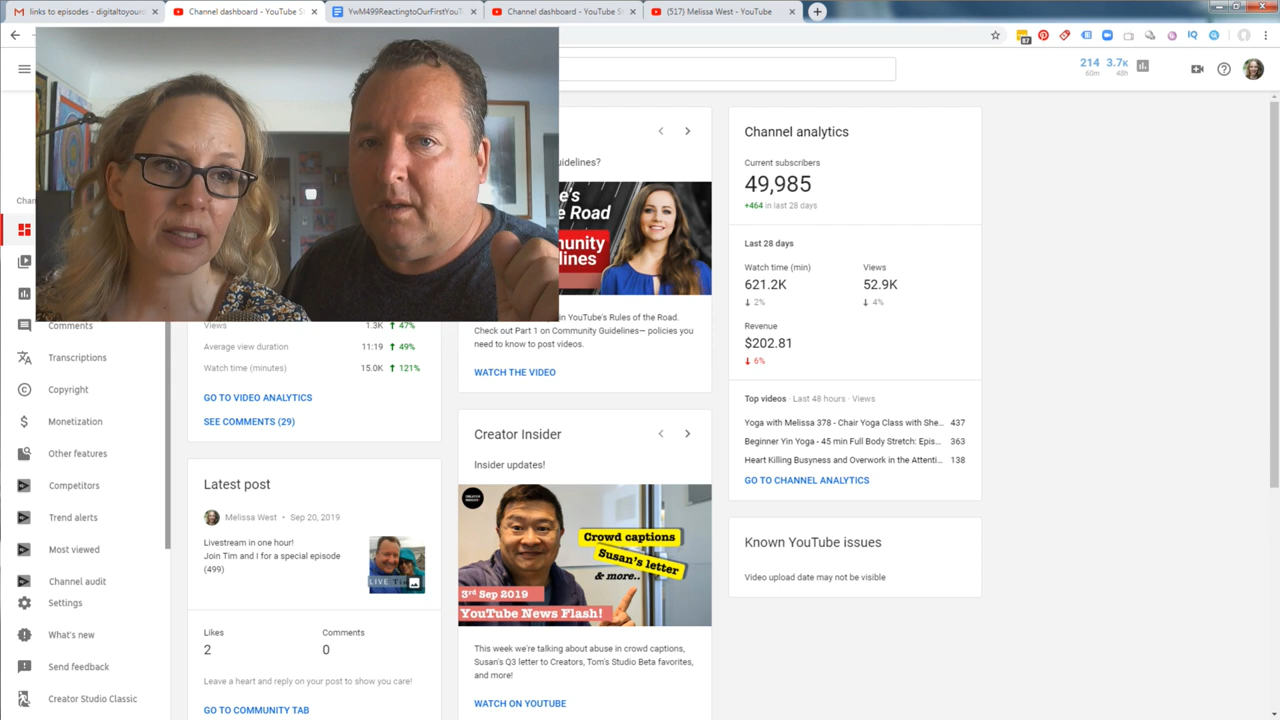 links to episodes - digitaltoyour
Channel dashboard - YouTube S
YwM499ReactingtoOurFirstYouT
Channel dashboard - YouTube S
(517) Melissa West - YouTube
87
IQ
214
60m
3.7K
48h
Comments
Transcriptions
Copyright
Monetization
Other features
Competitors
Trend alerts
Most viewed
Channel audit
Settings
What's new
Send feedback
Creator Studio Classic
Views 1.3K 47%
Average view duration 11:19 49%
Watch time (minutes) 15.0K 121%
GO TO VIDEO ANALYTICS
SEE COMMENTS (29)
Latest post
Melissa West • Sep 20, 2019
Livestream in one hour!
Join Tim and I for a special episode
(499)
LIVE
Likes Comments
2 0
Leave a heart and reply on your post to show you care!
GO TO COMMUNITY TAB
uidelines?
e's
e Road
unity
lines
in YouTube's Rules of the Road.
Check out Part 1 on Community Guidelines— policies you
need to know to post videos.
WATCH THE VIDEO
Creator Insider
Insider updates!
Crowd captions
Susan's letter
& more..
3rd Sep 2019
YouTube News Flash!
This week we're talking about abuse in crowd captions,
Susan's Q3 letter to Creators, Tom's Studio Beta favorites,
and more!
WATCH ON YOUTUBE
Channel analytics
Current subscribers
49,985
+464 in last 28 days
Last 28 days
Watch time (min) Views
621.2K 52.9K
2% 4%
Revenue
$202.81
6%
Top videos · Last 48 hours · Views
Yoga with Melissa 378 - Chair Yoga Class with She... 437
Beginner Yin Yoga - 45 min Full Body Stretch: Epis... 363
Heart Killing Busyness and Overwork in the Attenti... 138
GO TO CHANNEL ANALYTICS
Known YouTube issues
Video upload date may not be visible